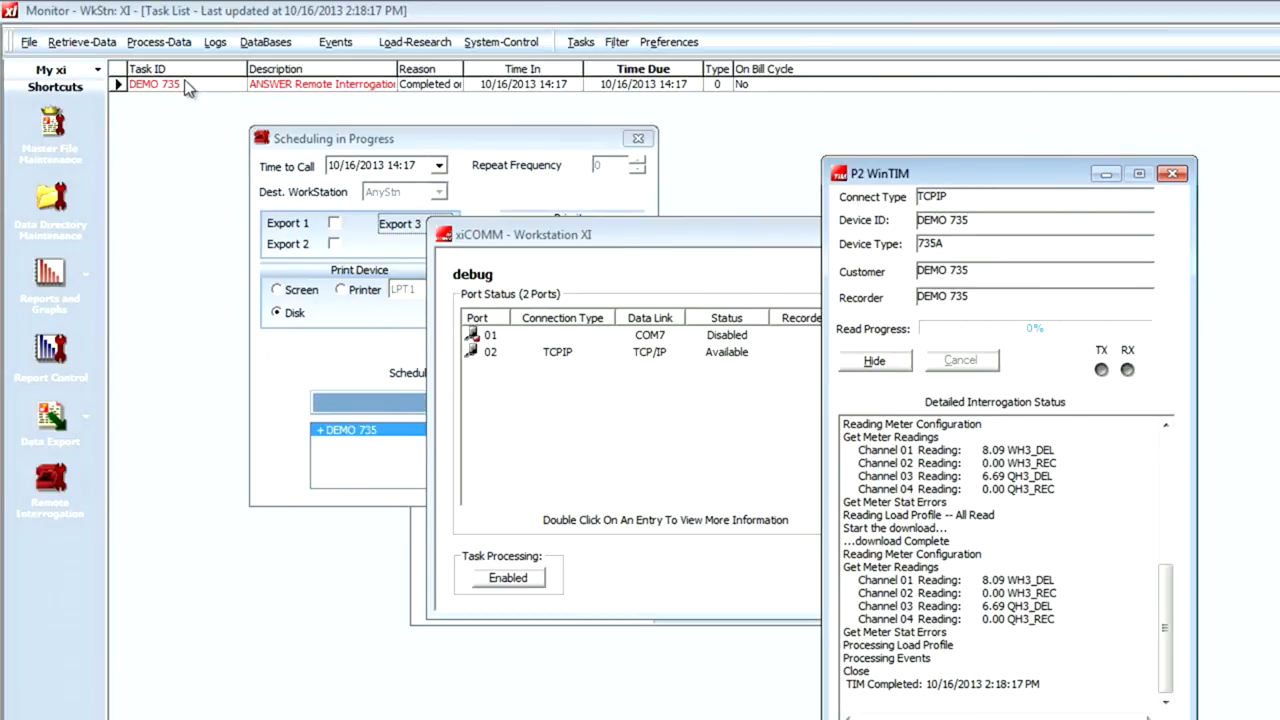 xi Monitor - WkStn: XI - [Task List - Last updated at 10/16/2013 2:18:17 PM]
File Retrieve-Data Process-Data Logs DataBases Events Load-Research System-Control Tasks Filter Preferences
My xi
Shortcuts
Master File
Maintenance
Data Directory
Maintenance
Reports and
Graphs
Report Control
Data Export
Remote
Interrogation
Task ID Description Reason Time In Time Due Type On Bill Cycle
DEMO 735 ANSWER Remote Interrogation Completed 10/16/2013 14:17 10/16/2013 14:17 0 No
Scheduling in Progress
Time to Call 10/16/2013 14:17 Repeat Frequency 0
Dest. WorkStation AnyStn
Export 1 Export 3
Export 2
Print Device
Screen Printer LPT1
Disk
+ DEMO 735
xiCOMM - Workstation XI
debug
Port Status (2 Ports)
Port Connection Type Data Link Status
01 COM7 Disabled
02 TCPIP TCP/IP Available
Double Click On An Entry To View More Information
Task Processing:
Enabled
TIM P2 WinTIM
Connect Type TCPIP
Device ID: DEMO 735
Device Type: 735A
Customer DEMO 735
Recorder DEMO 735
Read Progress: 0%
Hide Cancel TX RX
Detailed Interrogation Status
Reading Meter Configuration
Get Meter Readings
Channel 01 Reading: 8.09 WH3_DEL
Channel 02 Reading: 0.00 WH3_REC
Channel 03 Reading: 6.69 QH3_DEL
Channel 04 Reading: 0.00 QH3_REC
Get Meter Stat Errors
Reading Load Profile -- All Read
Start the download...
...download Complete
Reading Meter Configuration
Get Meter Readings
Channel 01 Reading: 8.09 WH3_DEL
Channel 02 Reading: 0.00 WH3_REC
Channel 03 Reading: 6.69 QH3_DEL
Channel 04 Reading: 0.00 QH3_REC
Get Meter Stat Errors
Processing Load Profile
Processing Events
Close
TIM Completed: 10/16/2013 2:18:17 PM